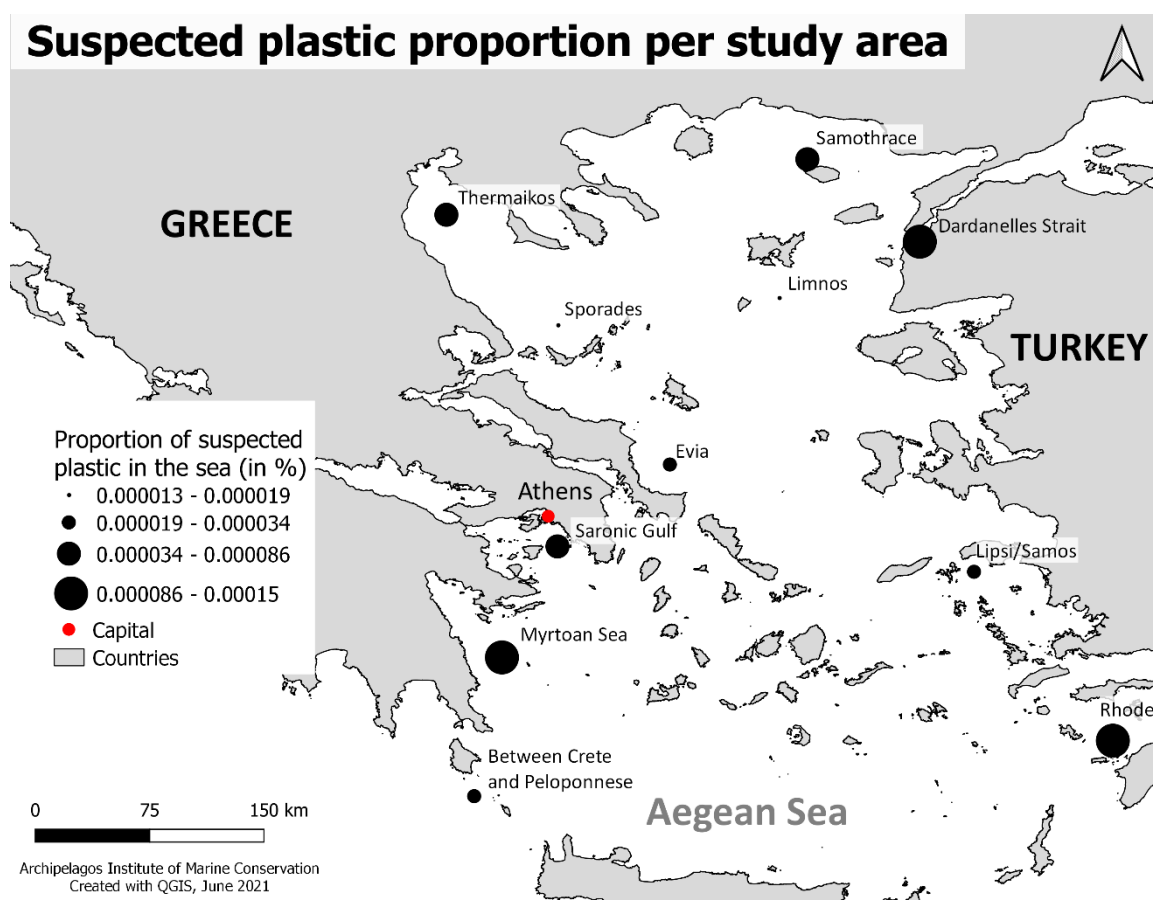 Suspected plastic proportion per study area
Samothrace
Thermaikos
GREECE
Dardanelles Strait
Limnos
Sporades
TURKEY
Proportion of suspected
plastic in the sea (in %)
0.000013 - 0.000019
0.000019 - 0.000034
0.000034 - 0.000086
0.000086 - 0.00015
Capital
Countries
Evia
Athens
Saronic Gulf
Lipsi/Samos
Myrtoan Sea
Rhode
Between Crete
and Peloponnese
Aegean Sea
0 75 150 km
Archipelagos Institute of Marine Conservation
Created with QGIS, June 2021